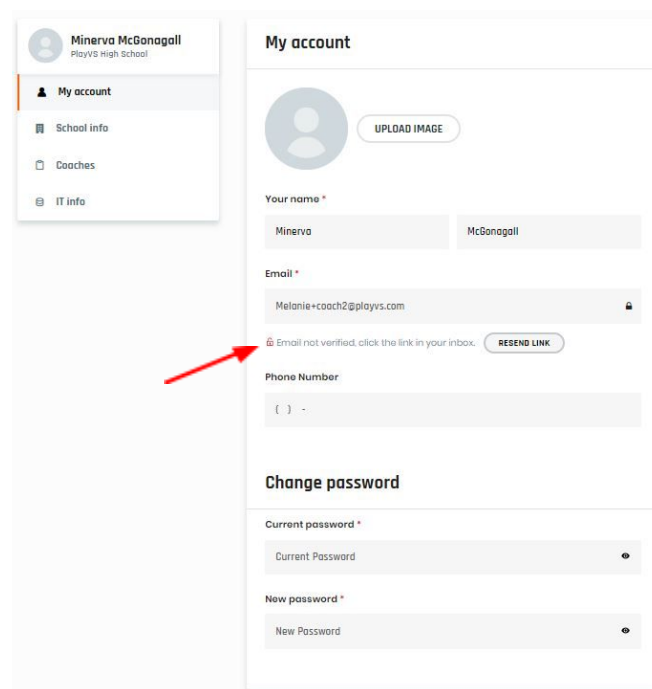 Minerva McGonagall
PlayVS High School
My account
School info
Coaches
IT info
My account
UPLOAD IMAGE
Your name *
Minerva McGonagall
Email *
Melanie+coach2@playvs.com
Email not verified, click the link in your inbox. RESEND LINK
Phone Number
( ) -
Change password
Current password *
Current Password
New password *
New Password